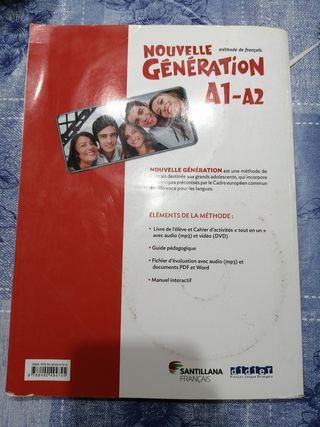 NOUVELLE méthode de français
GÉNÉRATION
A1-A2
NOUVELLE GÉNÉRATION est une méthode de
destinée aux grands adolescents, qui incorpore
principes préconisés par le Cadre européen commun
de référence pour les langues.
ÉLÉMENTS DE LA MÉTHODE :
• Livre de l'élève et Cahier d'activités « tout en un »
avec audio (mp3) et vidéo (DVD)
• Guide pédagogique
• Fichier d'évaluation avec audio (mp3) et
documents PDF et Word
• Manuel interactif
SANTILLANA
FRANÇAIS
didier
Français Langue Étrangère